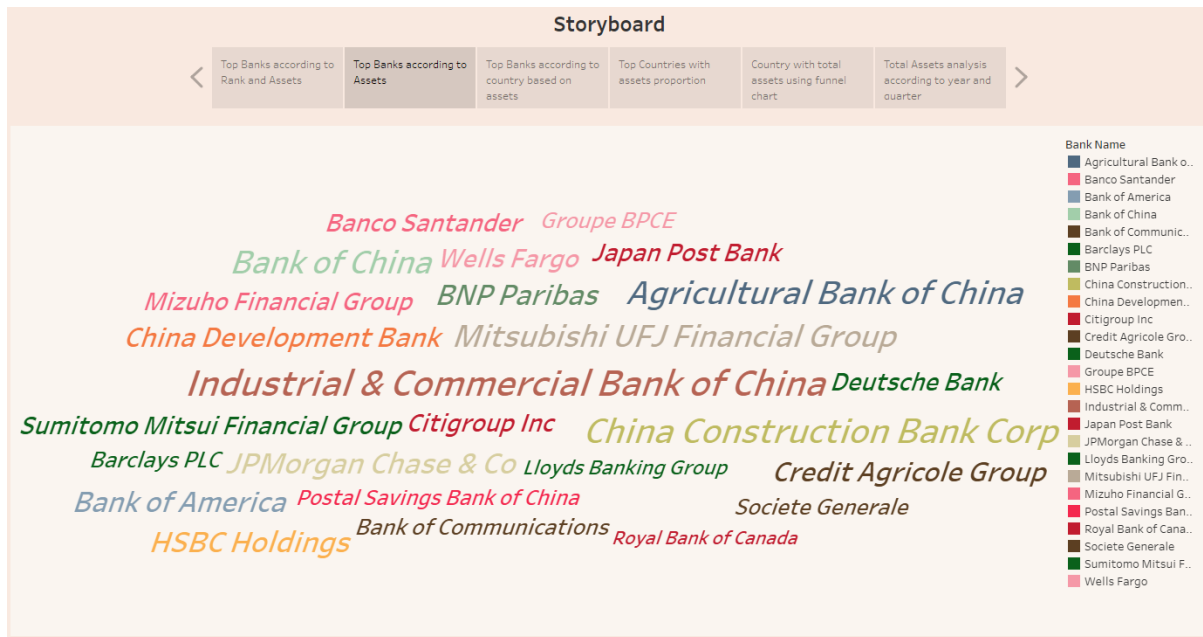 Storyboard
Top Banks according to
Rank and Assets
Top Banks according to
Assets
Top Banks according to
country based on
assets
Top Countries with
assets proportion
Country with total
assets using funnel
chart
Total Assets analysis
according to year and
quarter
Banco Santander
Groupe BPCE
Bank of China
Wells Fargo
Japan Post Bank
Mizuho Financial Group
BNP Paribas
Agricultural Bank of China
China Development Bank
Mitsubishi UFJ Financial Group
Industrial & Commercial Bank of China
Deutsche Bank
Sumitomo Mitsui Financial Group
Citigroup Inc
China Construction Bank Corp
Barclays PLC
JPMorgan Chase & Co
Lloyds Banking Group
Credit Agricole Group
Bank of America
Postal Savings Bank of China
Societe Generale
HSBC Holdings
Bank of Communications
Royal Bank of Canada
Bank Name
Agricultural Bank o..
Banco Santander
Bank of America
Bank of China
Bank of Communic..
Barclays PLC
BNP Paribas
China Construction..
China Developmen..
Citigroup Inc
Credit Agricole Gro..
Deutsche Bank
Groupe BPCE
HSBC Holdings
Industrial & Comm..
Japan Post Bank
JPMorgan Chase & ..
Lloyds Banking Gro..
Mitsubishi UFJ Fin..
Mizuho Financial G..
Postal Savings Ban..
Royal Bank of Cana..
Societe Generale
Sumitomo Mitsui F..
Wells Fargo